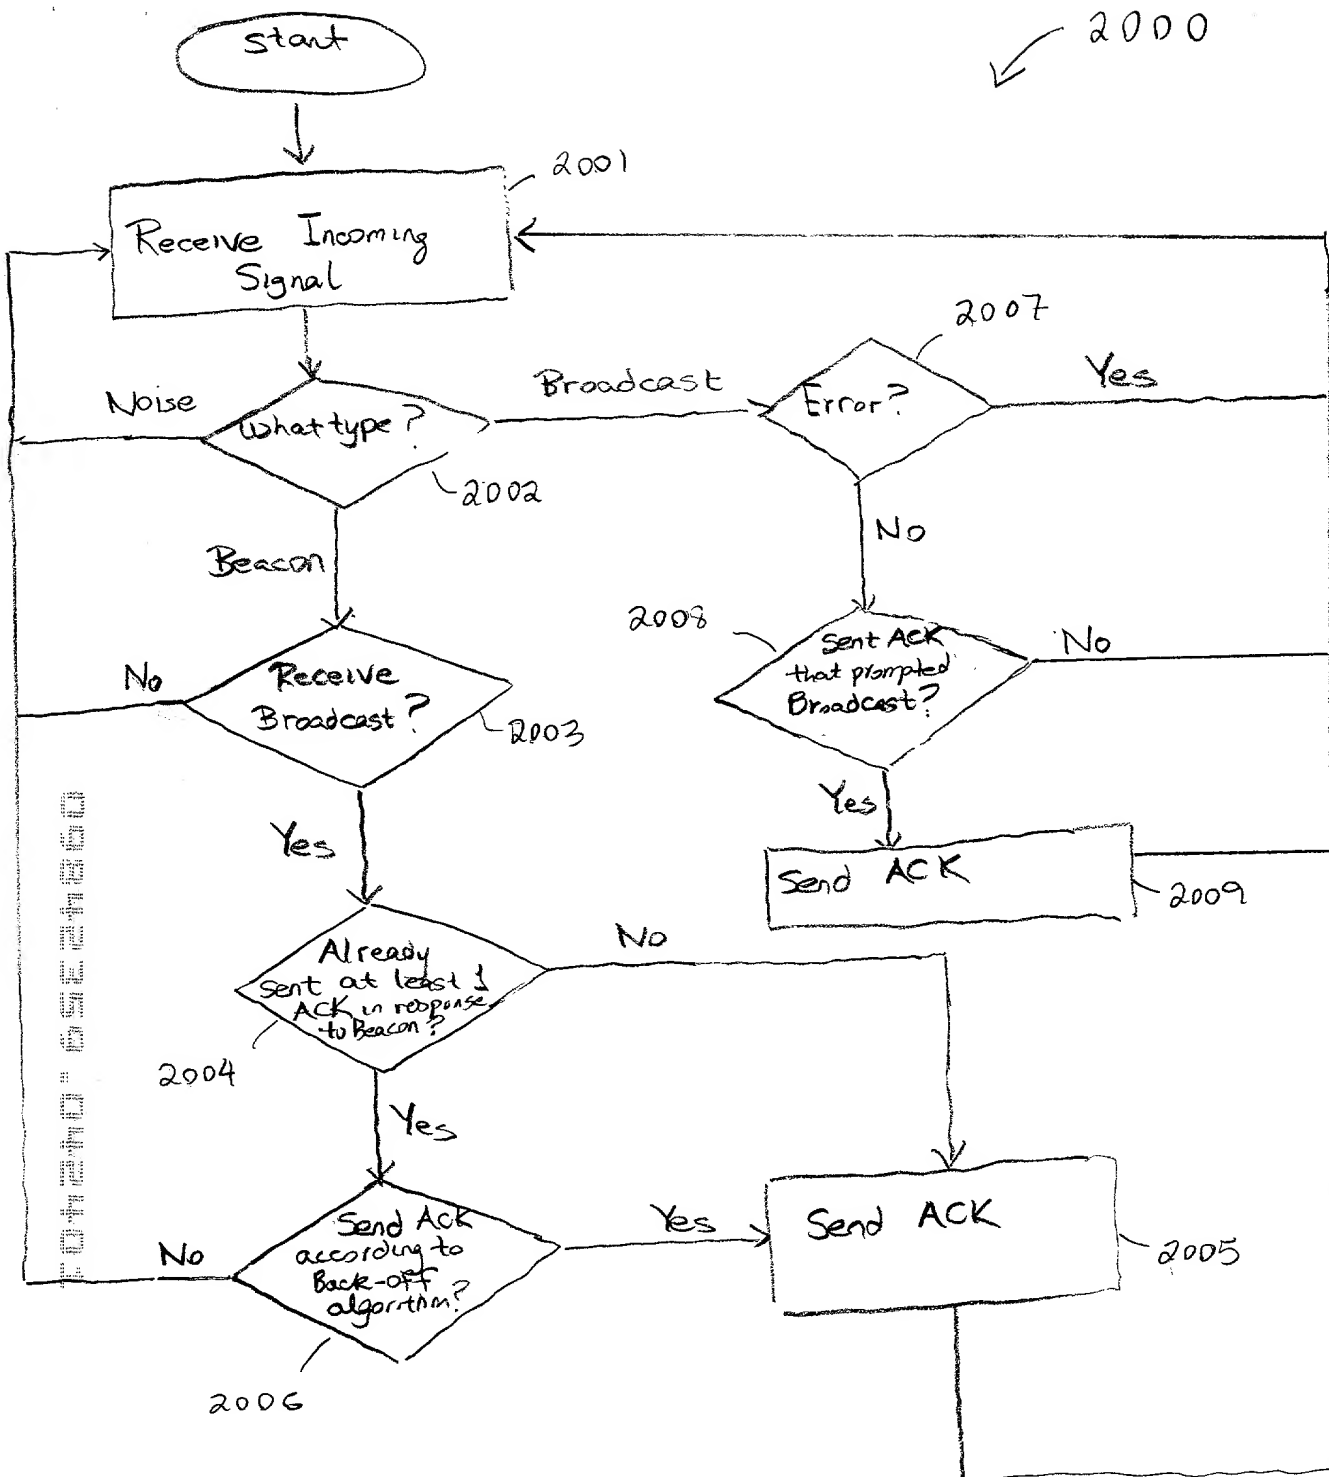 start
2000
2001
Receive Incoming
Signal
2007
Noise
What type?
Broadcast
Error?
Yes
2002
No
Beacon
2008
Sent ACK
that prompted
Broadcast?
No
No
Receive
Broadcast?
2003
Yes
Send ACK
2009
Yes
Already
Sent at least 1
ACK in response
to Beacon?
No
2004
Yes
Send ACK
according to
Back-off
algorithm?
No
Yes
Send ACK
2005
2006